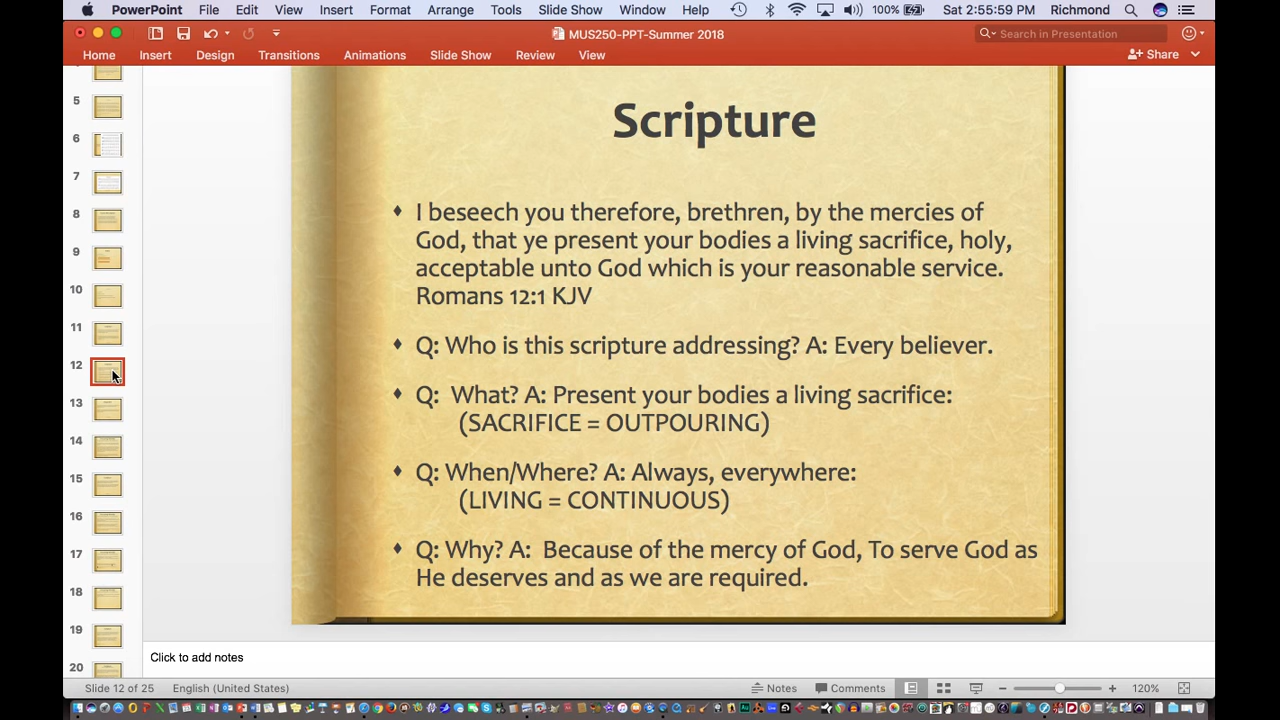 PowerPoint File Edit View Insert Format Arrange Tools Slide Show Window Help 100% Sat 2:55:59 PM Richmond
MUS250-PPT-Summer 2018
Search in Presentation
Home Insert Design Transitions Animations Slide Show Review View Share
5
6
7
8
9
10
11
12
13
14
15
16
17
18
19
20
Scripture
I beseech you therefore, brethren, by the mercies of
God, that ye present your bodies a living sacrifice, holy,
acceptable unto God which is your reasonable service.
Romans 12:1 KJV
Q: Who is this scripture addressing? A: Every believer.
Q: What? A: Present your bodies a living sacrifice:
(SACRIFICE = OUTPOURING)
Q: When/Where? A: Always, everywhere:
(LIVING = CONTINUOUS)
Q: Why? A: Because of the mercy of God, To serve God as
He deserves and as we are required.
Click to add notes
Slide 12 of 25 English (United States) Notes Comments 120%